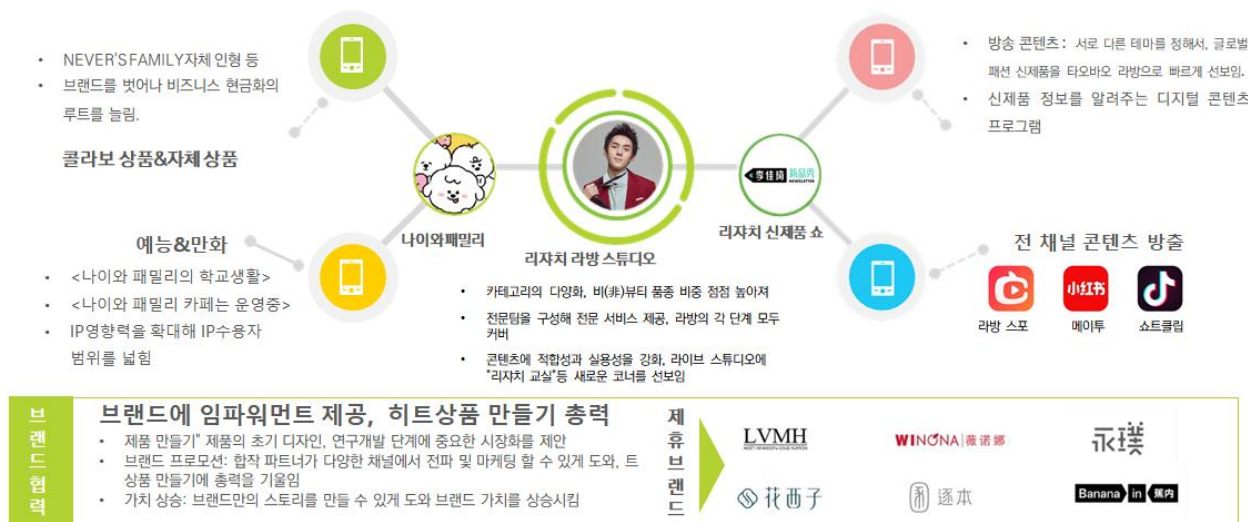 NEVER'SFAMILY자체 인형 등
브랜드를 벗어나 비즈니스 현금화의
루트를 늘림.
콜라보 상품&자체 상품
방송 콘텐츠: 서로 다른 테마를 정해서, 글로벌
패션 신제품을 타오바오 라방으로 빠르게 선보임.
신제품 정보를 알려주는 디지털 콘텐츠
프로그램
나이와패밀리
리쟈치 라방 스튜디오
李佳琦 新品秀
NEWSLETTER
리쟈치 신제품 쇼
예능&만화
<나이와 패밀리의 학교생활>
<나이와 패밀리 카페는 운영중>
IP영향력을 확대해 IP수용자
범위를 넓힘
카테고리의 다양화, 비(非)뷰티 품종 비중 점점 높아져
전문팀을 구성해 전문 서비스 제공, 라방의 각 단계 모두
커버
콘텐츠에 적합성과 실용성을 강화, 라이브 스튜디오에
"리쟈치 교실"등 새로운 코너를 선보임
전 채널 콘텐츠 방출
小红书
라방 스포
메이투
쇼트클립
브랜드협력
브랜드에 임파워먼트 제공, 히트상품 만들기 총력
제품 만들기" 제품의 초기 디자인, 연구개발 단계에 중요한 시장화를 제안
브랜드 프로모션: 합작 파트너가 다양한 채널에서 전파 및 마케팅 할 수 있게 도와, 트
상품 만들기에 총력을 기울임
가치 상승: 브랜드만의 스토리를 만들 수 있게 도와 브랜드 가치를 상승시킴
제휴브랜드
LVMH
WINONA|薇诺娜
永璞
花西子
逐本
Banana in 蕉内